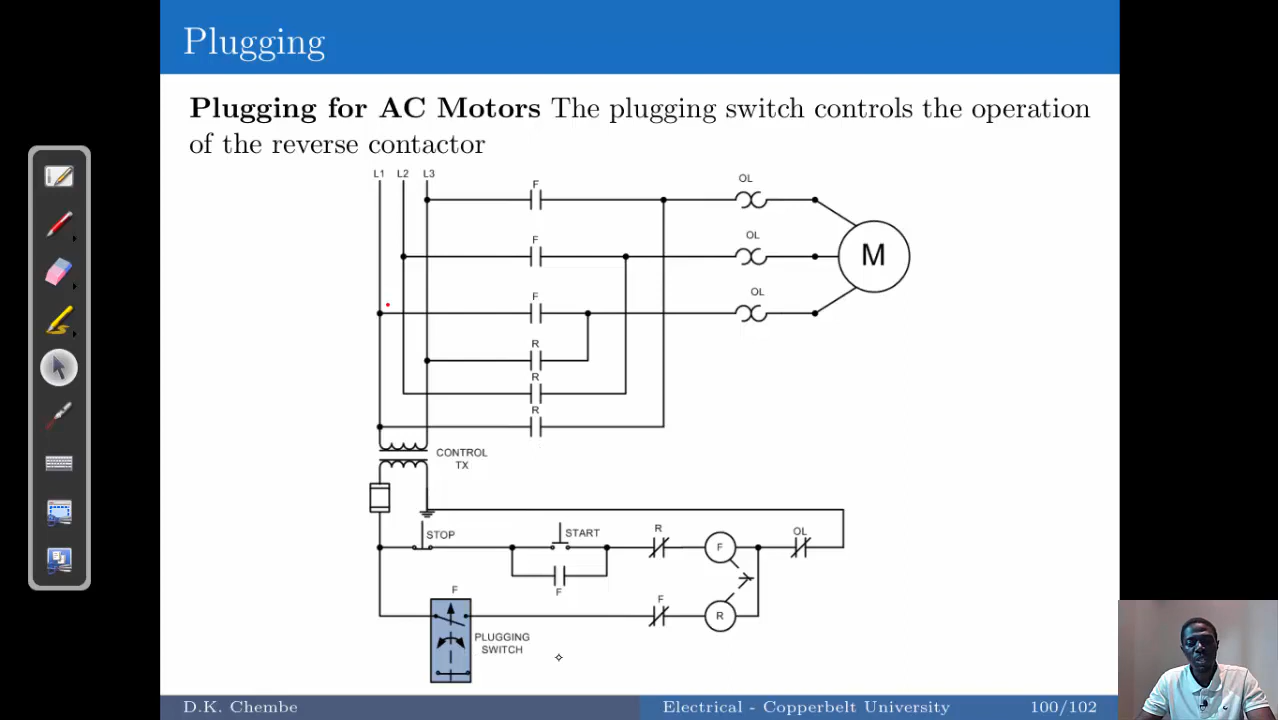 Plugging
Plugging for AC Motors The plugging switch controls the operation
of the reverse contactor
L1 L2 L3
F
OL
F
OL
M
F
OL
R
R
R
CONTROL
TX
STOP
START
R
F
OL
F
F
PLUGGING
SWITCH
F
R
D.K. Chembe
Electrical - Copperbelt University
100/102